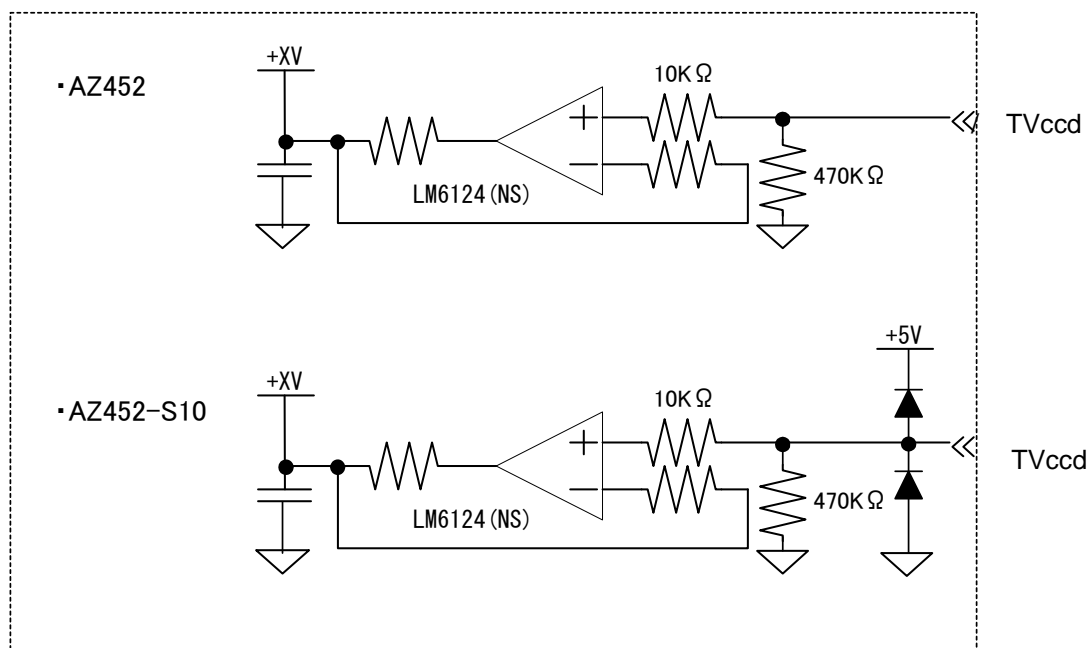 ・AZ452
+XV
10KΩ
+
−
LM6124(NS)
470KΩ
TVccd
・AZ452-S10
+XV
10KΩ
+
−
LM6124(NS)
470KΩ
+5V
TVccd